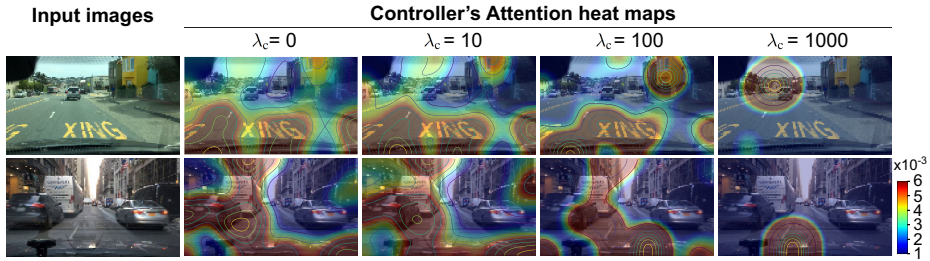 Input images
Controller's Attention heat maps
λc = 0
λc = 10
λc = 100
λc = 1000
XING
XING
XING
XING
x10-3
6
5
4
3
2
1